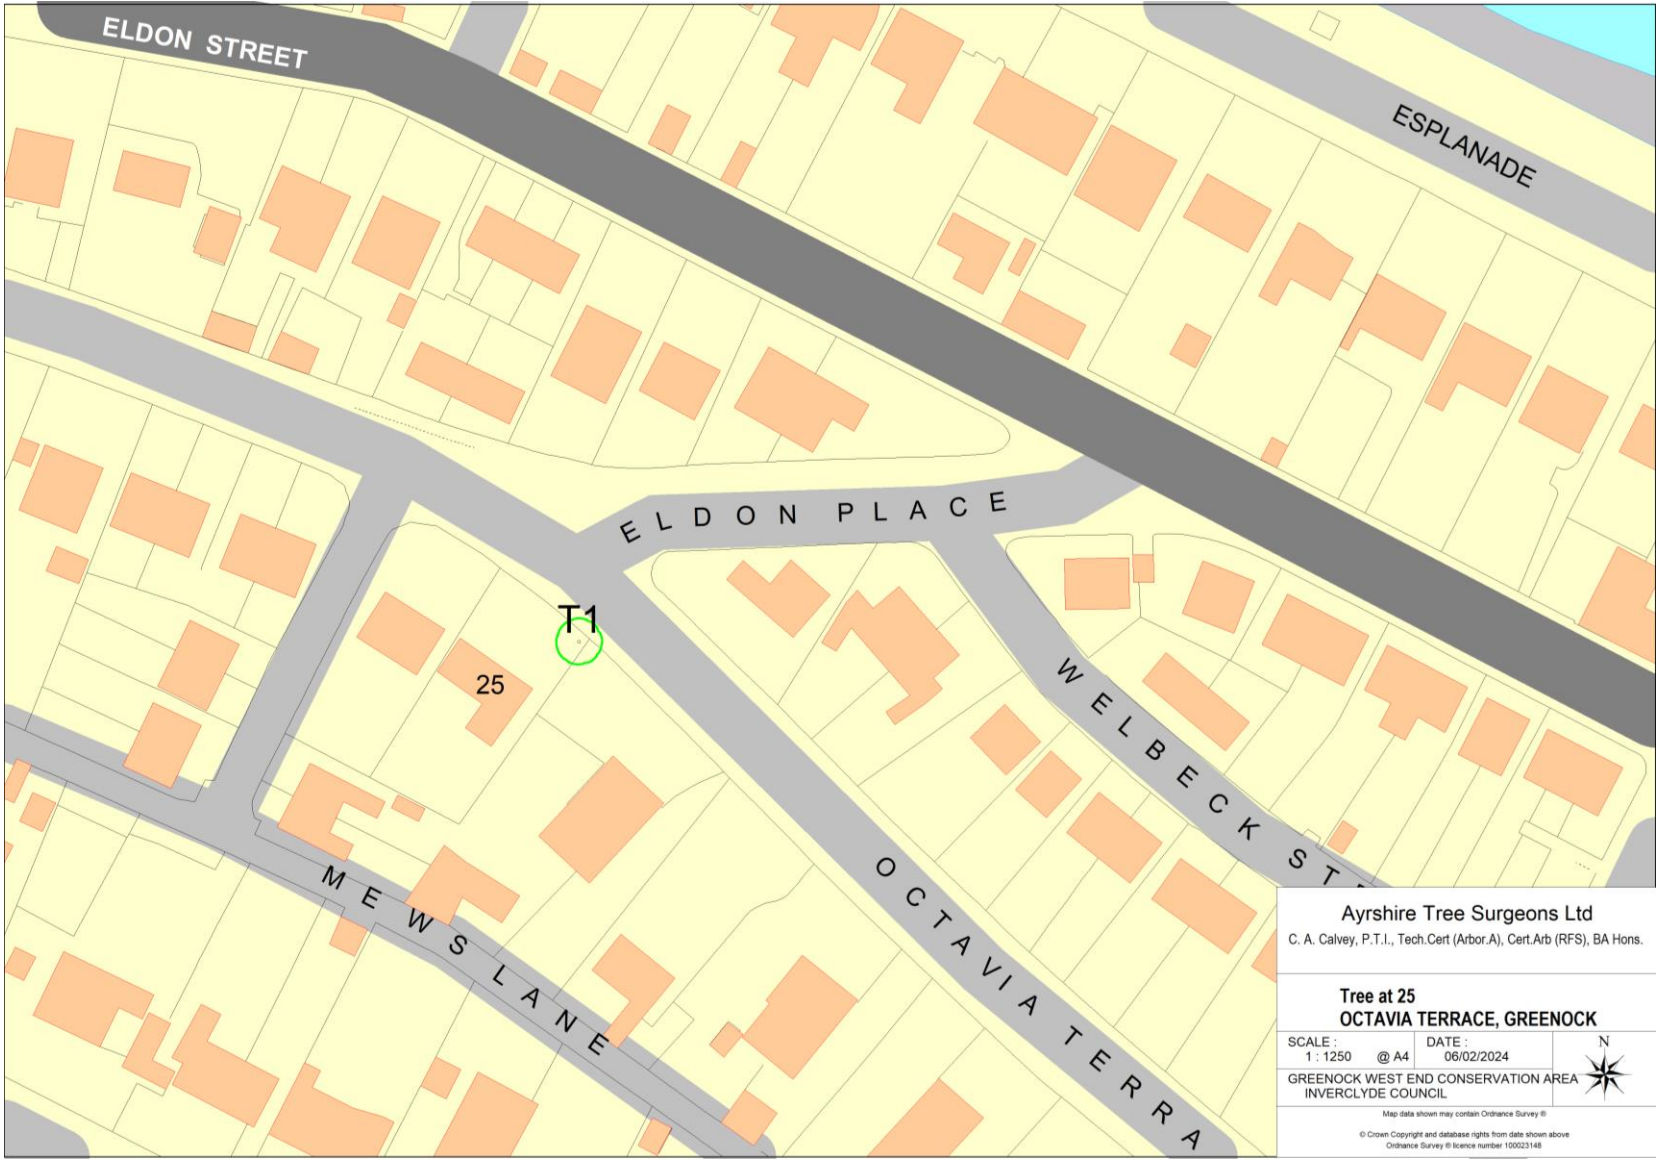 ELDON STREET
ESPLANADE
ELDON PLACE
T1
25
WELBECK ST
OCTAVIA TERRA
MEWS LANE
Ayrshire Tree Surgeons Ltd
C. A. Calvey, P.T.I., Tech.Cert (Arbor.A), Cert.Arb (RFS), BA Hons.
Tree at 25
OCTAVIA TERRACE, GREENOCK
SCALE :
1 : 1250 @ A4
DATE :
06/02/2024
N
GREENOCK WEST END CONSERVATION AREA
INVERCLYDE COUNCIL
Map data shown may contain Ordnance Survey ®
© Crown Copyright and database rights from date shown above
Ordnance Survey ® licence number 100023148